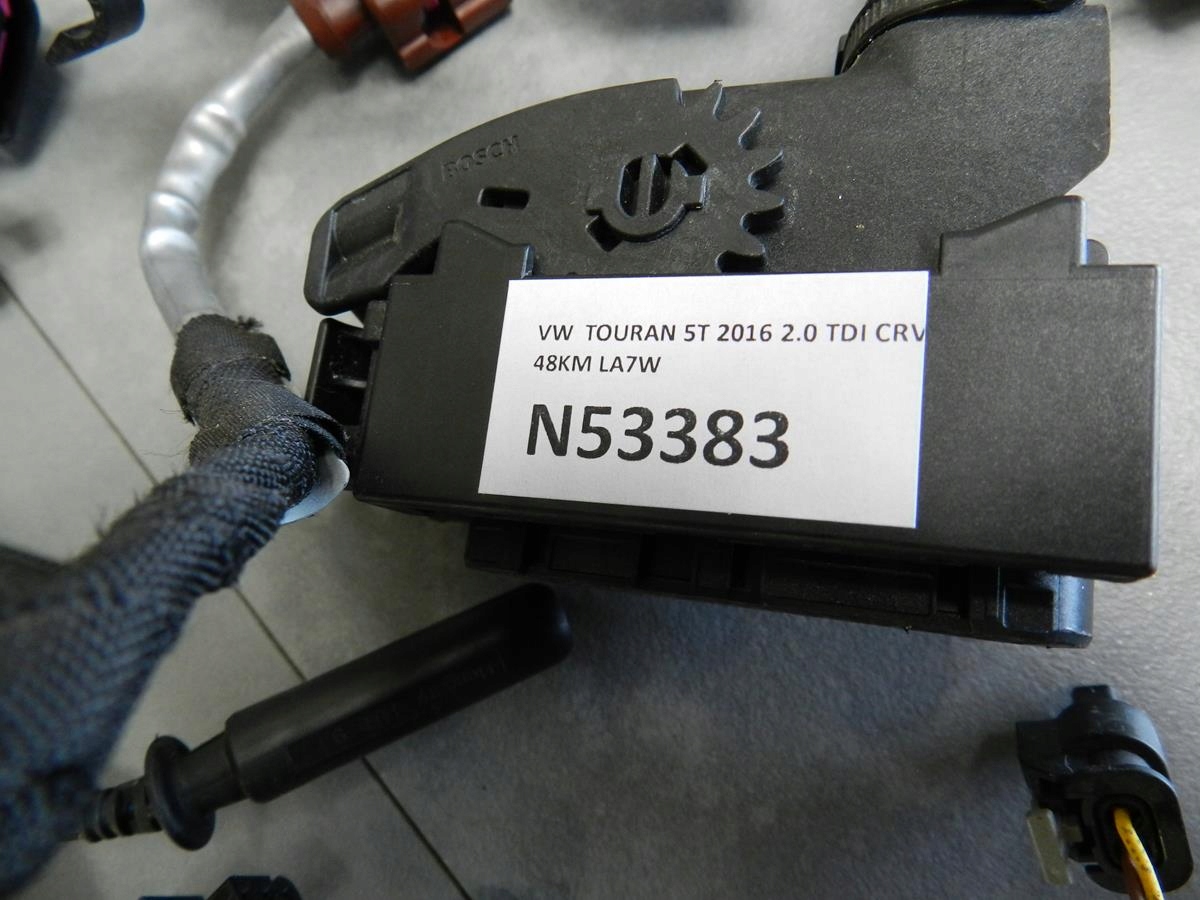 BOSCH
VW TOURAN 5T 2016 2.0 TDI CRV
48KM LA7W
N53383